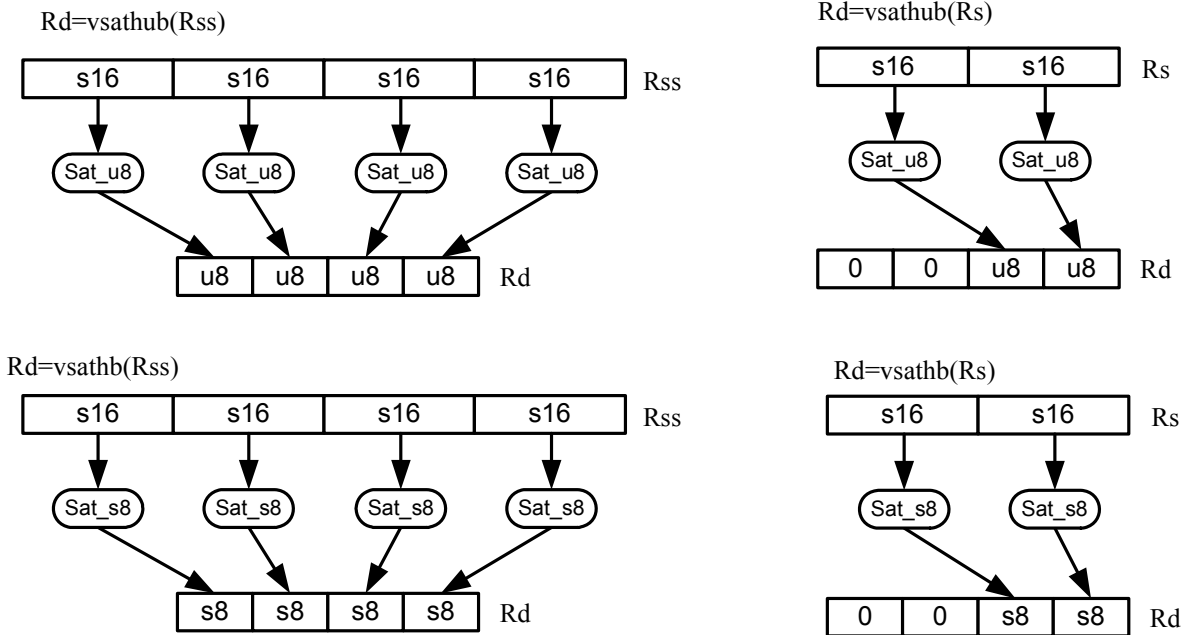 Rd=vsathub(Rss)
s16 s16 s16 s16 Rss
Sat_u8 Sat_u8 Sat_u8 Sat_u8
u8 u8 u8 u8 Rd
Rd=vsathub(Rs)
s16 s16 Rs
Sat_u8 Sat_u8
0 0 u8 u8 Rd
Rd=vsathb(Rss)
s16 s16 s16 s16 Rss
Sat_s8 Sat_s8 Sat_s8 Sat_s8
s8 s8 s8 s8 Rd
Rd=vsathb(Rs)
s16 s16 Rs
Sat_s8 Sat_s8
0 0 s8 s8 Rd